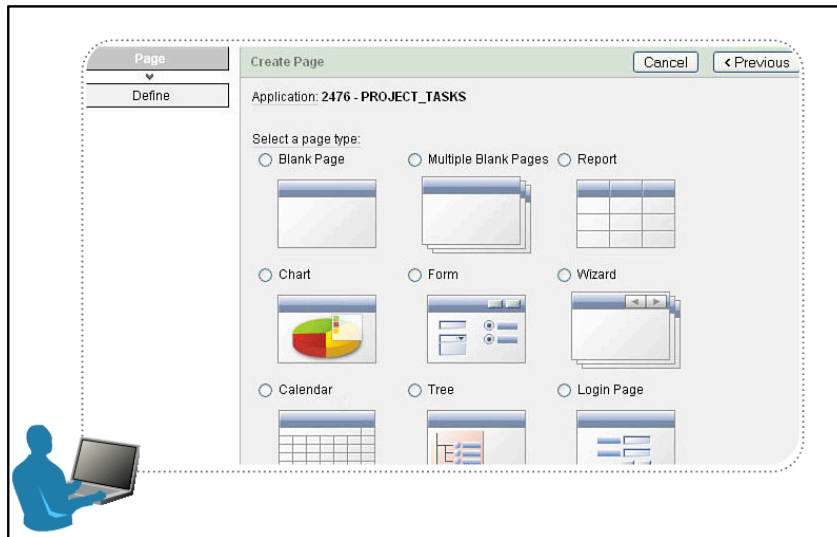 Page
Define
Create Page
Cancel
< Previous
Application: 2476 - PROJECT_TASKS
Select a page type:
Blank Page
Multiple Blank Pages
Report
Chart
Form
Wizard
Calendar
Tree
Login Page